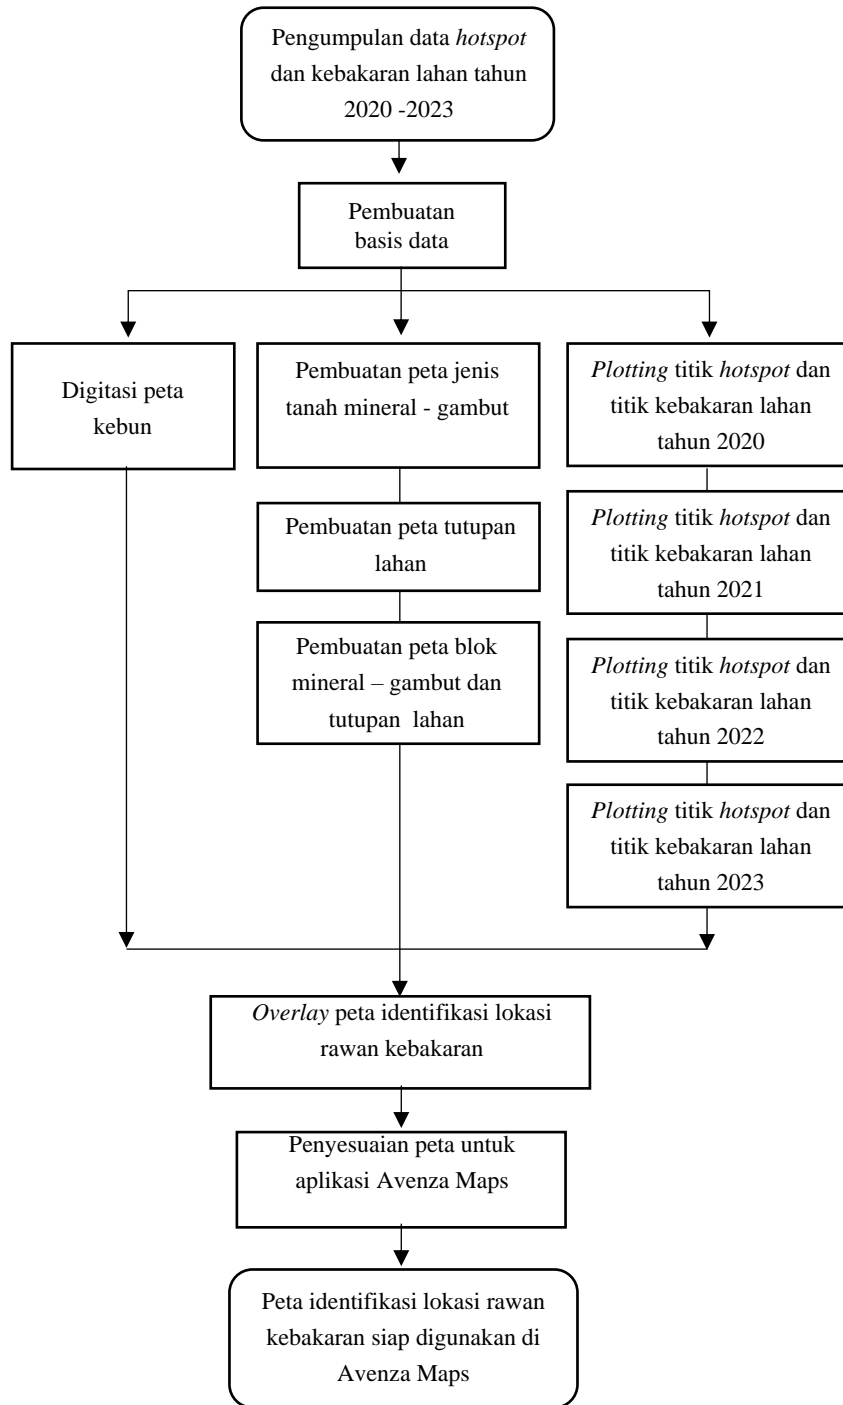 Pengumpulan data hotspot
dan kebakaran lahan tahun
2020 -2023
Pembuatan
basis data
Digitasi peta
kebun
Pembuatan peta jenis
tanah mineral - gambut
Pembuatan peta tutupan
lahan
Pembuatan peta blok
mineral – gambut dan
tutupan lahan
Plotting titik hotspot dan
titik kebakaran lahan
tahun 2020
Plotting titik hotspot dan
titik kebakaran lahan
tahun 2021
Plotting titik hotspot dan
titik kebakaran lahan
tahun 2022
Plotting titik hotspot dan
titik kebakaran lahan
tahun 2023
Overlay peta identifikasi lokasi
rawan kebakaran
Penyesuaian peta untuk
aplikasi Avenza Maps
Peta identifikasi lokasi rawan
kebakaran siap digunakan di
Avenza Maps